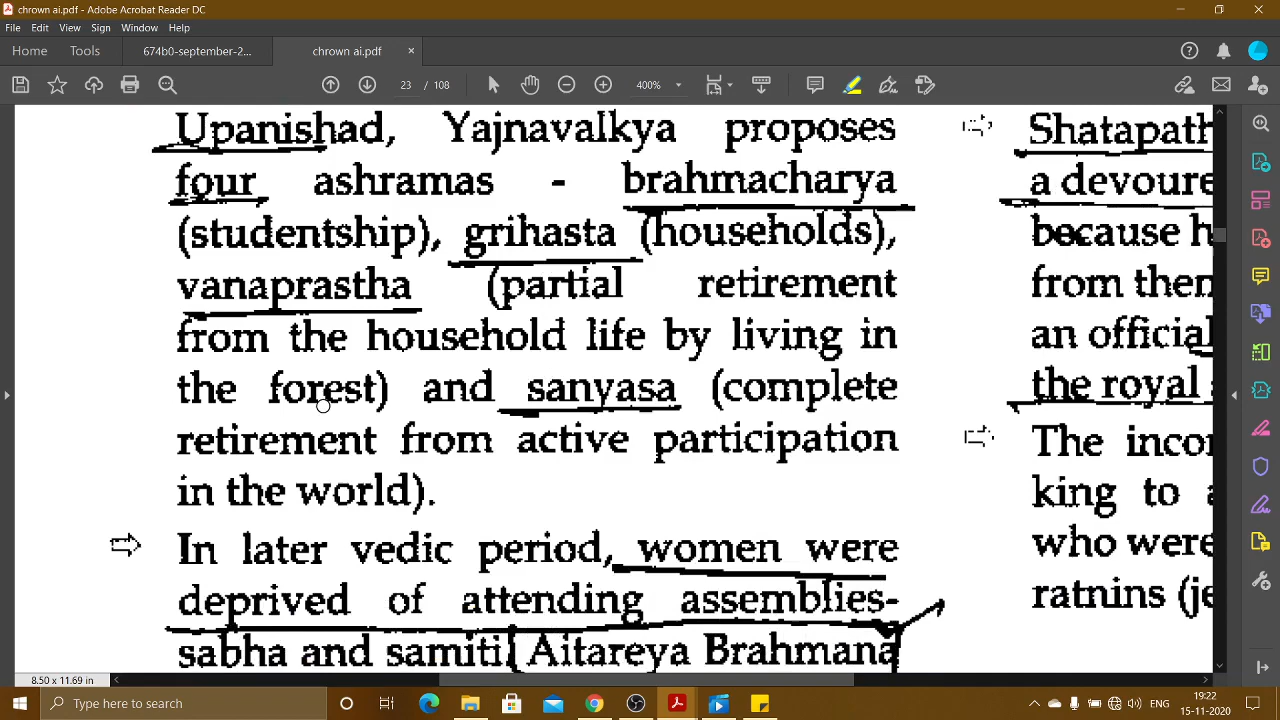 chrown ai.pdf - Adobe Acrobat Reader DC
File Edit View Sign Window Help
Home Tools 674b0-september-2... chrown ai.pdf ×
23 / 108 400%
Upanishad, Yajnavalkya proposes
four ashramas - brahmacharya
(studentship), grihasta (households),
vanaprastha (partial retirement
from the household life by living in
the forest) and sanyasa (complete
retirement from active participation
in the world).
In later vedic period, women were
deprived of attending assemblies-
sabha and samiti. Aitareya Brahmana
Shatapath
a devoure
because h
from them
an official
the royal
The incom
king to a
who were
ratnins (je
8.50 x 11.69 in
Type here to search
19:22
15-11-2020